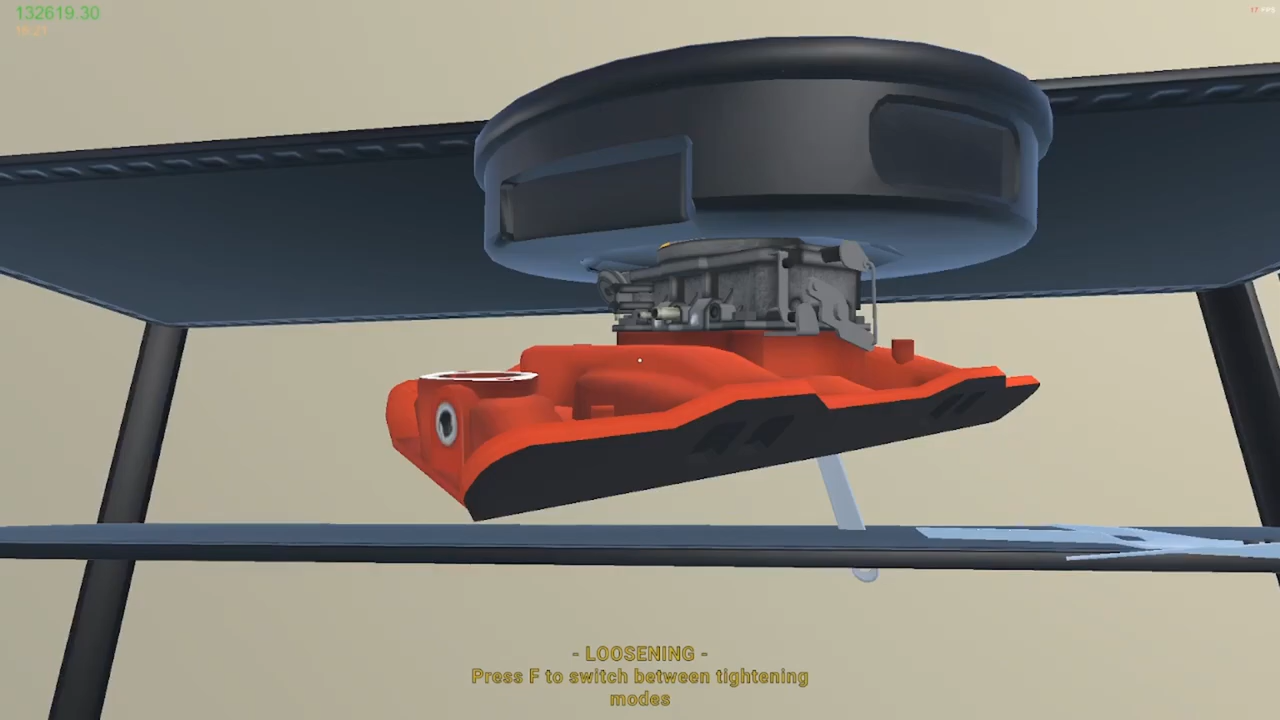 132619.30
- LOOSENING -
Press F to switch between tightening
modes